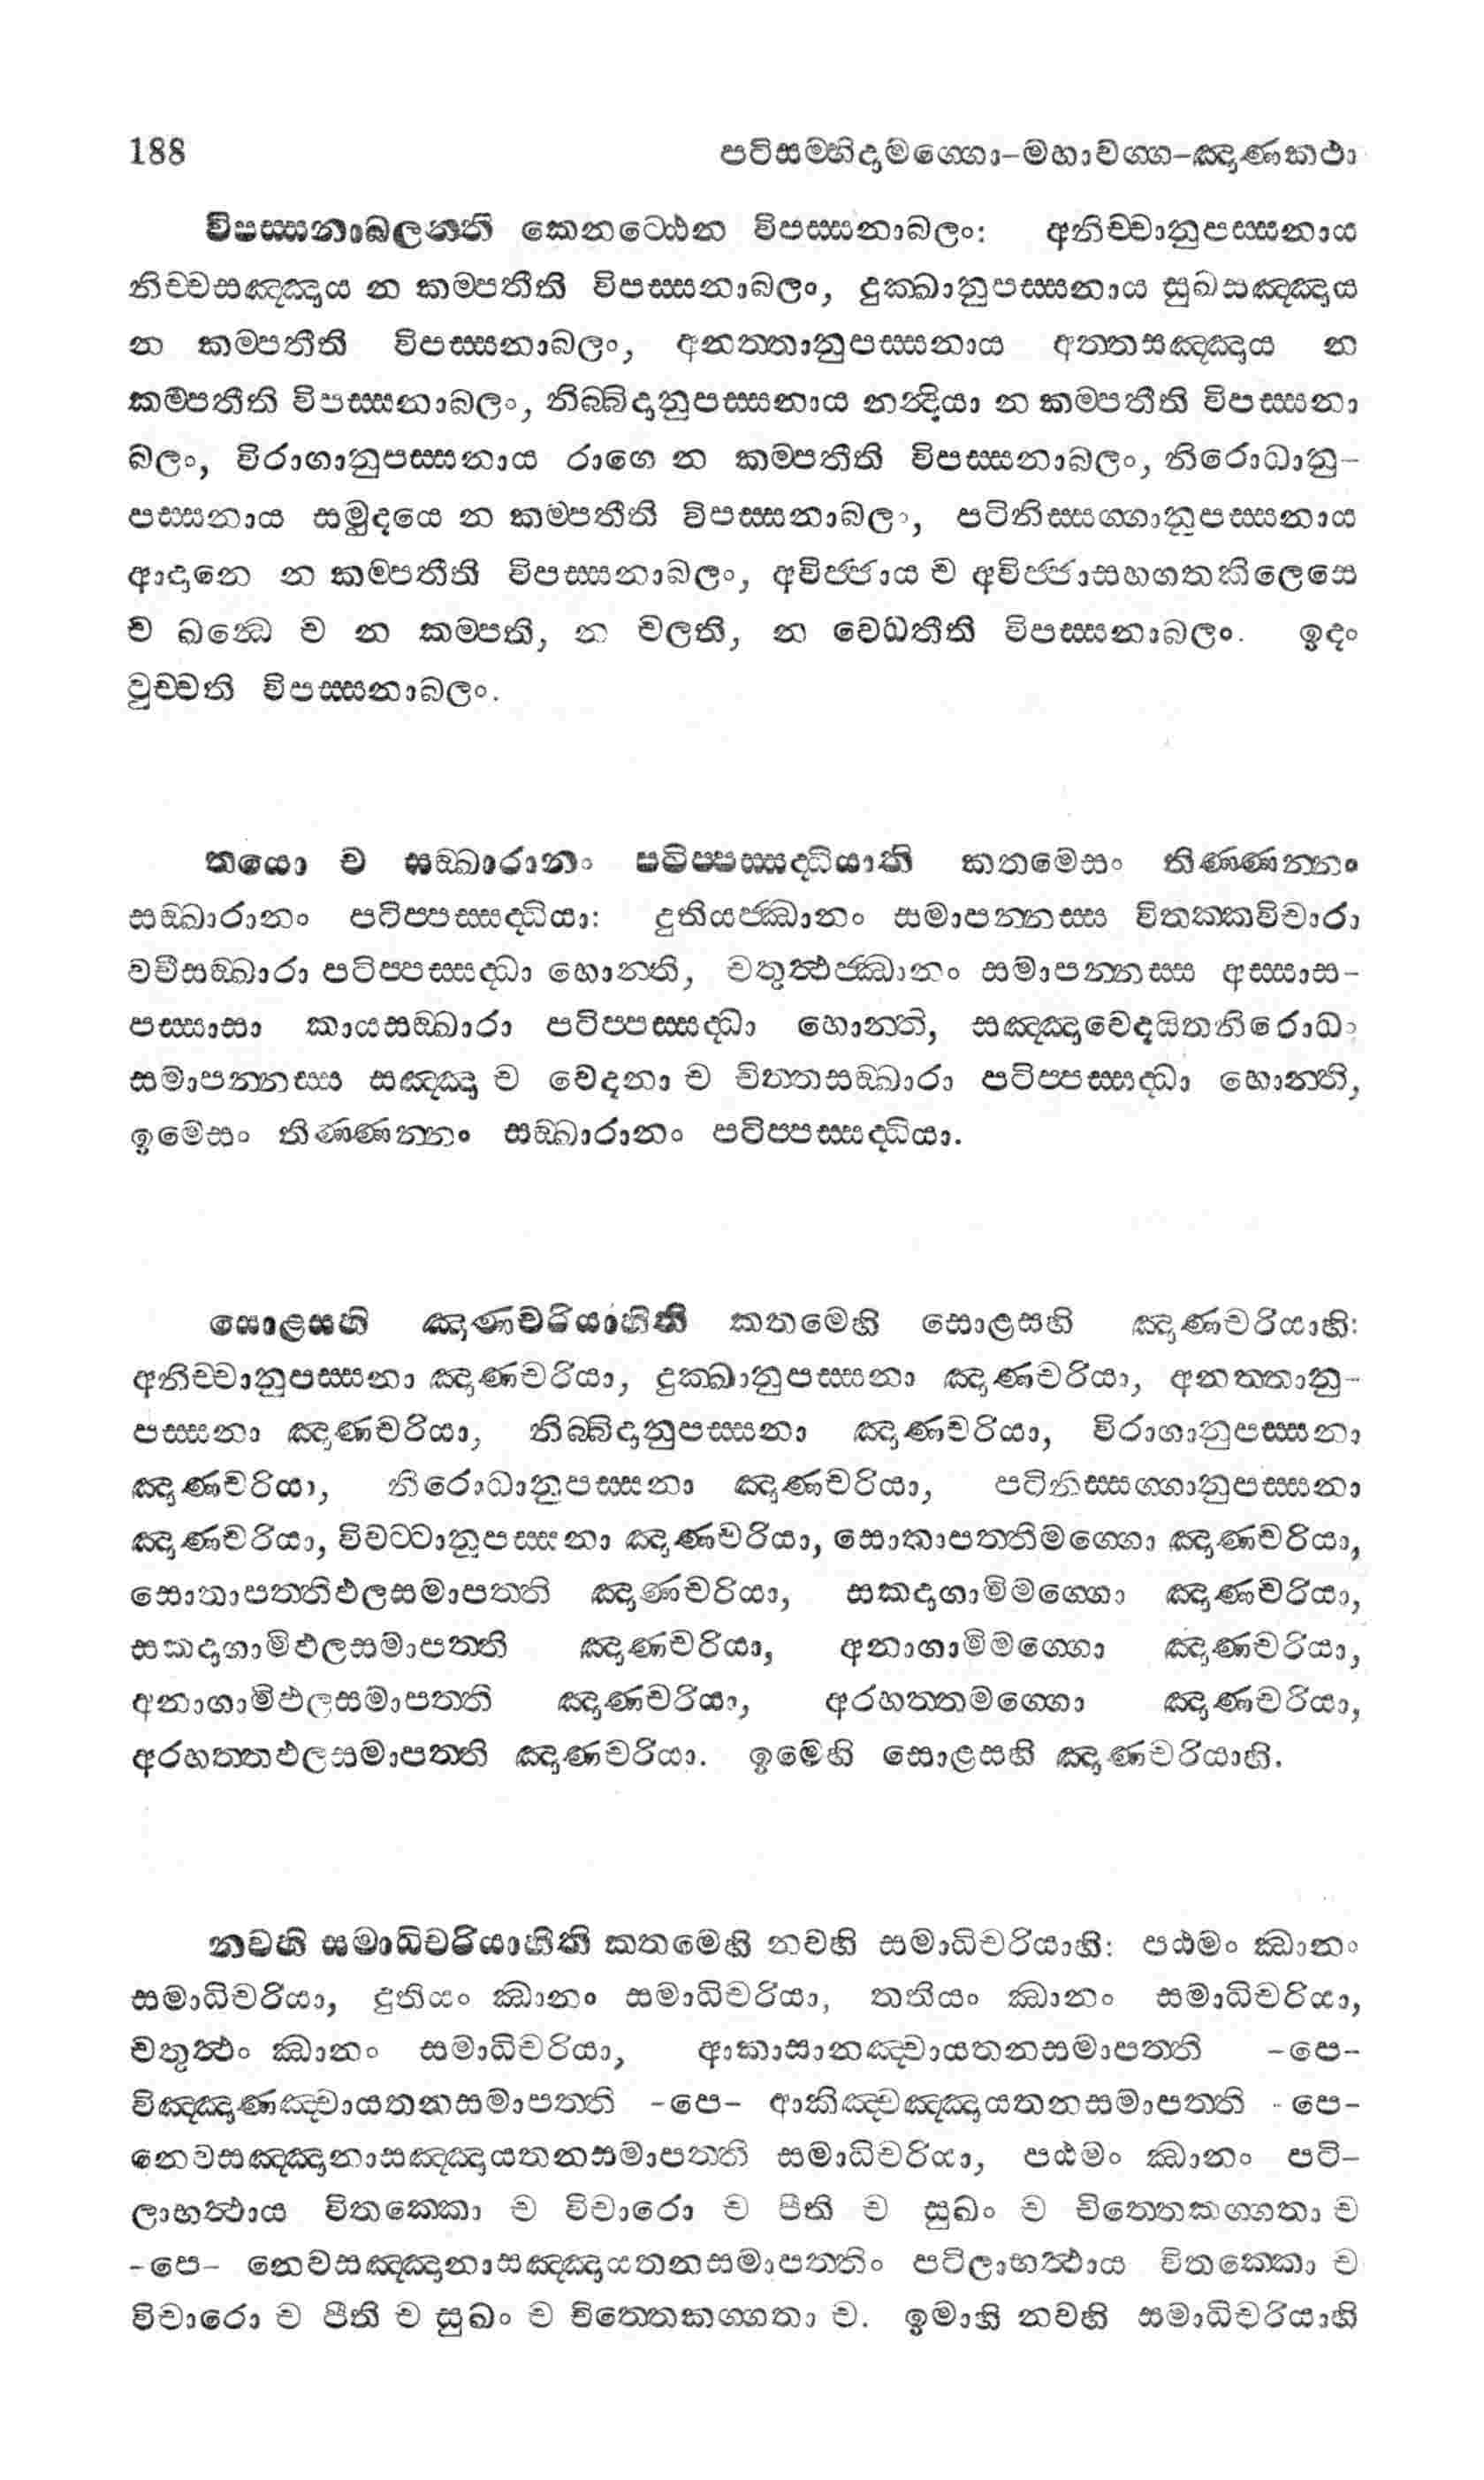 188 පටිසම්භිදාමග්ගො-මහාවග්ග-ඤාණකථා
විපස්සනාබලන්ති කෙනට්ඨෙන විපස්සනාබලං: අනිච්චානුපස්සනාය
නිච්චසඤ්ඤාය න කම්පතීති විපස්සනාබලං, දුක්ඛානුපස්සනාය සුඛසඤ්ඤාය
න කම්පතීති විපස්සනාබලං, අනත්තානුපස්සනාය අත්තසඤ්ඤාය න
කම්පතීති විපස්සනාබලං, නිබ්බිදානුපස්සනාය නන්දියා න කම්පතීති විපස්සනා
බලං, විරාගානුපස්සනාය රාගෙ න කම්පතීති විපස්සනාබලං, නිරොධානු-
පස්සනාය සමුදයෙ න කම්පතීති විපස්සනාබලං, පටිනිස්සග්ගානුපස්සනාය
ආදානෙ න කම්පතීති විපස්සනාබලං, අවිජ්ජාය ච අවිජ්ජාසහගතකිලෙසෙ
ච ඛන්ධෙ ච න කම්පති, න චලති, න වෙධතීති විපස්සනාබලං. ඉදං
වුච්චති විපස්සනාබලං.
තයො ච සඞ්ඛාරානං පටිප්පස්සද්ධියාති කතමෙසං තිණ්ණන්නං
සඞ්ඛාරානං පටිප්පස්සද්ධියා: දුතියජ්ඣානං සමාපන්නස්ස විතක්කවිචාරා
වචීසඞ්ඛාරා පටිප්පස්සද්ධා හොන්ති, චතුත්ථජ්ඣානං සමාපන්නස්ස අස්සාස-
පස්සාසා කායසඞ්ඛාරා පටිප්පස්සද්ධා හොන්ති, සඤ්ඤාවෙදයිතනිරොධං
සමාපන්නස්ස සඤ්ඤා ච වෙදනා ච චිත්තසඞ්ඛාරා පටිප්පස්සද්ධා හොන්ති,
ඉමෙසං තිණ්ණන්නං සඞ්ඛාරානං පටිප්පස්සද්ධියා.
සොළසහි ඤාණචරියාහිති කතමෙහි සොළසහි ඤාණචරියාහි:
අනිච්චානුපස්සනා ඤාණචරියා, දුක්ඛානුපස්සනා ඤාණචරියා, අනත්තානු-
පස්සනා ඤාණචරියා, නිබ්බිදානුපස්සනා ඤාණචරියා, විරාගානුපස්සනා
ඤාණචරියා, නිරොධානුපස්සනා ඤාණචරියා, පටිනිස්සග්ගානුපස්සනා
ඤාණචරියා, විවට්ටානුපස්සනා ඤාණචරියා, සොතාපත්තිමග්ගො ඤාණචරියා,
සොතාපත්තිඵලසමාපත්ති ඤාණචරියා, සකදාගාමිමග්ගො ඤාණචරියා,
සකදාගාමිඵලසමාපත්ති ඤාණචරියා, අනාගාමිමග්ගො ඤාණචරියා,
අනාගාමිඵලසමාපත්ති ඤාණචරියා, අරහත්තමග්ගො ඤාණචරියා,
අරහත්තඵලසමාපත්ති ඤාණචරියා. ඉමෙහි සොළසහි ඤාණචරියාහි.
නවහි සමාධිචරියාහීති කතමෙහි නවහි සමාධිචරියාහි: පඨමං ඣානං
සමාධිචරියා, දුතියං ඣානං සමාධිචරියා, තතියං ඣානං සමාධිචරියා,
චතුත්ථං ඣානං සමාධිචරියා, ආකාසානඤ්චායතනසමාපත්ති -පෙ-
විඤ්ඤාණඤ්චායතනසමාපත්ති -පෙ- ආකිඤ්චඤ්ඤායතනසමාපත්ති -පෙ-
නෙවසඤ්ඤානාසඤ්ඤායතනසමාපත්ති සමාධිචරියා, පඨමං ඣානං පටි-
ලාභත්ථාය විතක්කො ච විචාරො ච පීති ච සුඛං ච චිත්තෙකග්ගතා ච
-පෙ- නෙවසඤ්ඤානාසඤ්ඤායතනසමාපත්තිං පටිලාභත්ථාය විතක්කො ච
විචාරො ච පීති ච සුඛං ච චිත්තෙකග්ගතා ච. ඉමාහි නවහි සමාධිචරියාහි